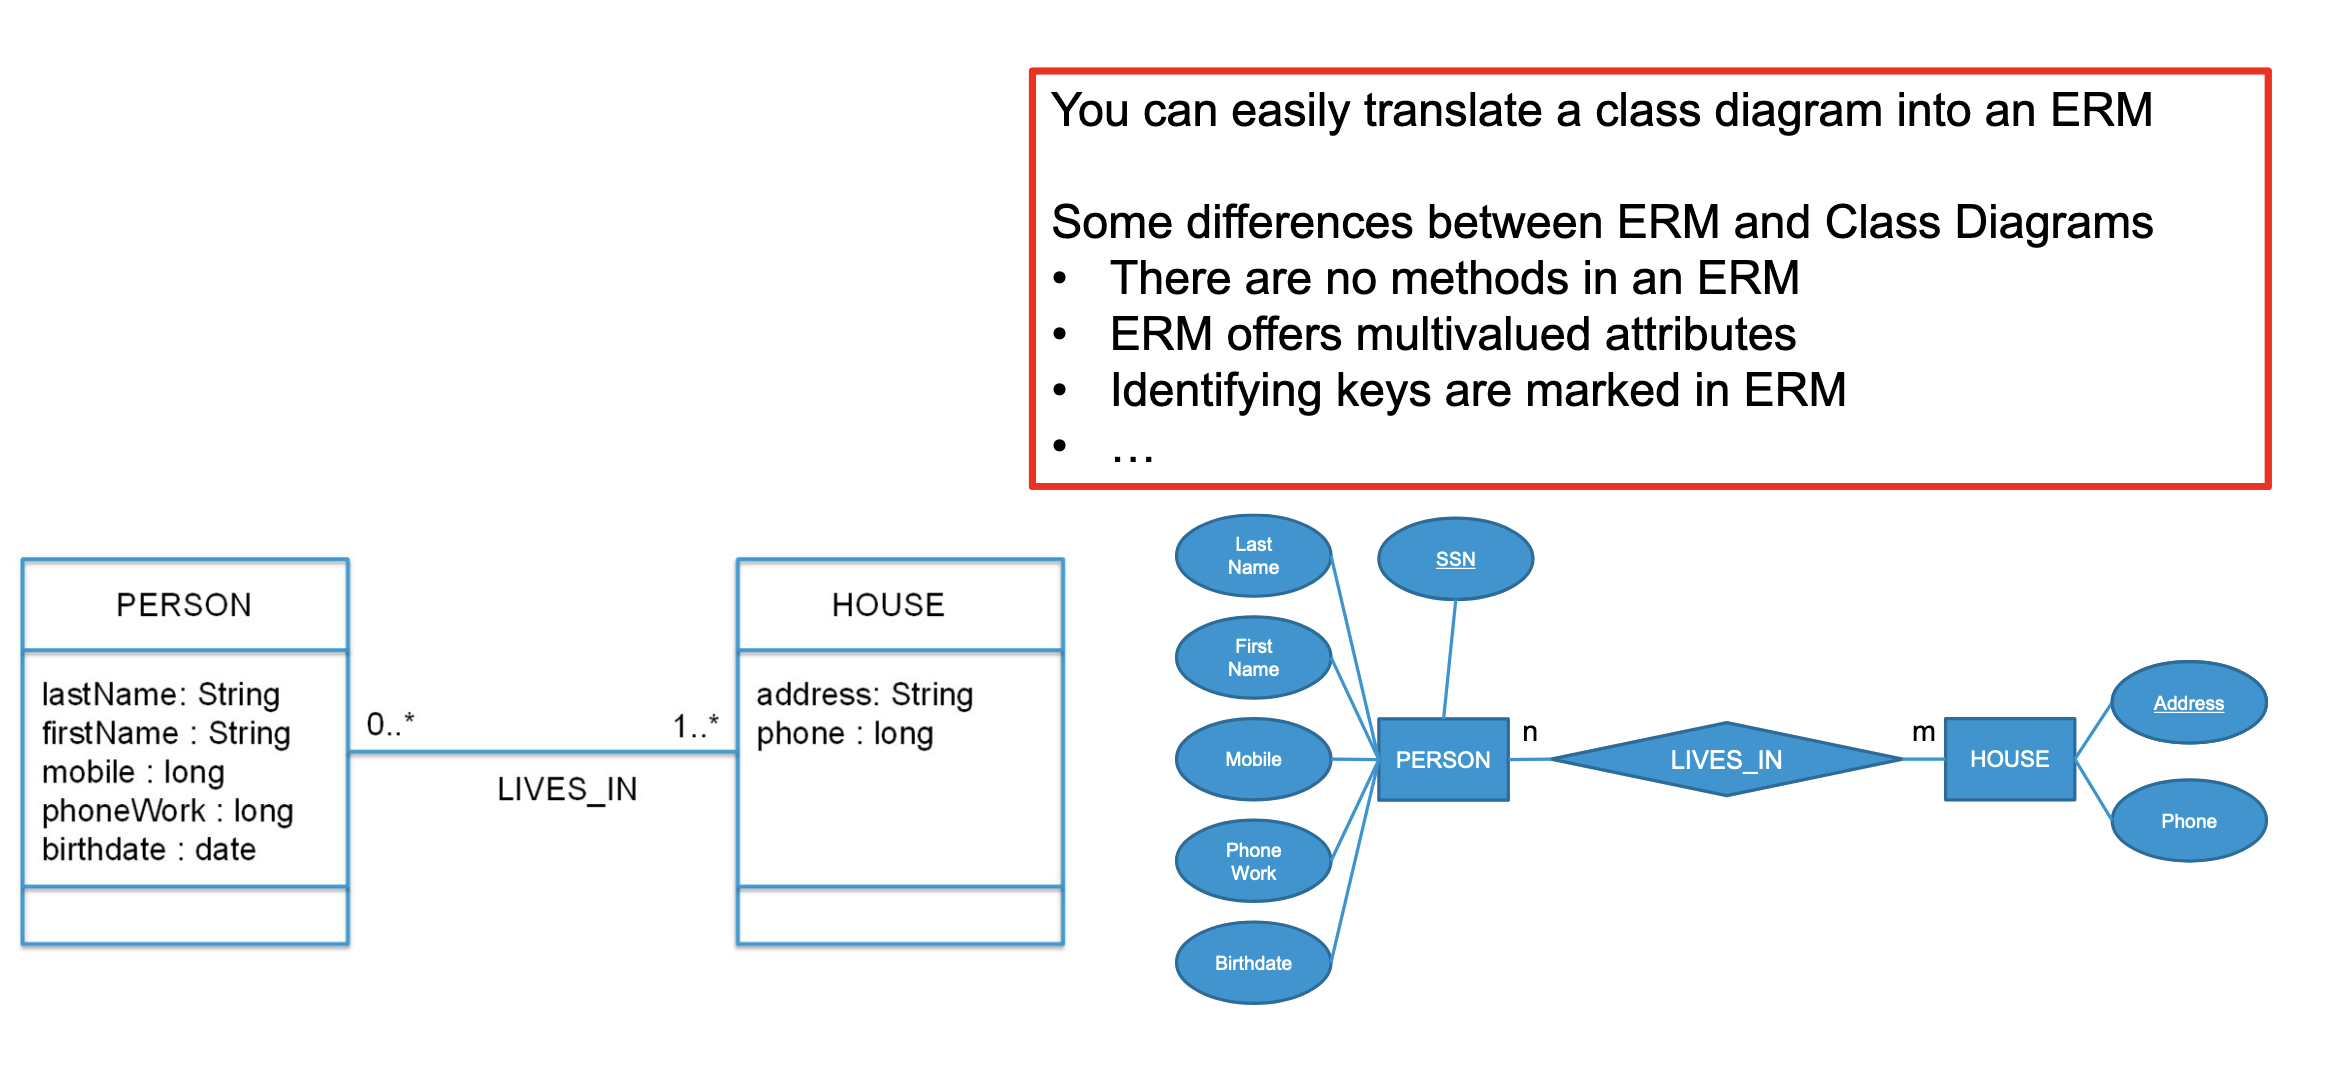 You can easily translate a class diagram into an ERM
Some differences between ERM and Class Diagrams
• There are no methods in an ERM
• ERM offers multivalued attributes
• Identifying keys are marked in ERM
• …
PERSON
lastName: String
firstName : String
mobile : long
phoneWork : long
birthdate : date
0..*
1..*
LIVES_IN
HOUSE
address: String
phone : long
Last
Name
First
Name
Mobile
Phone
Work
Birthdate
SSN
PERSON
n
LIVES_IN
m
HOUSE
Address
Phone